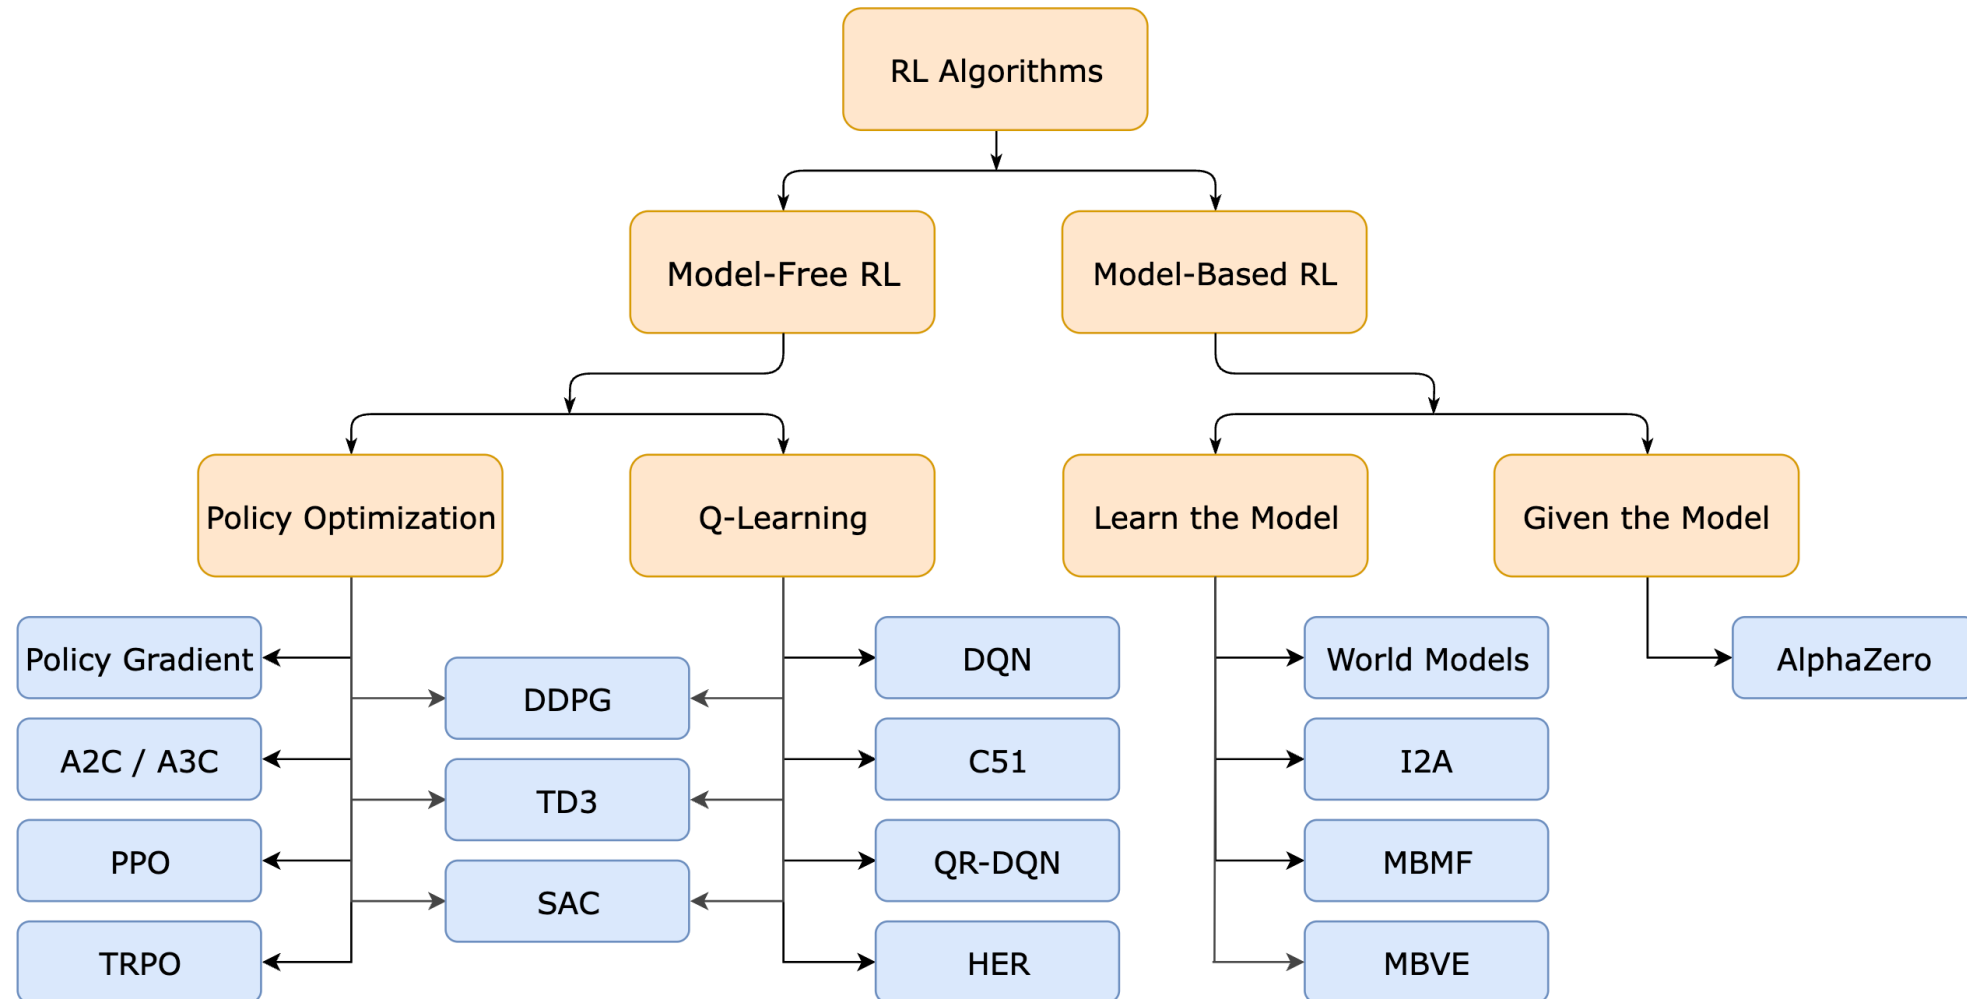 RL Algorithms
Model-Free RL
Model-Based RL
Policy Optimization
Q-Learning
Learn the Model
Given the Model
Policy Gradient
DDPG
DQN
World Models
AlphaZero
A2C / A3C
TD3
C51
I2A
PPO
SAC
QR-DQN
MBMF
TRPO
HER
MBVE